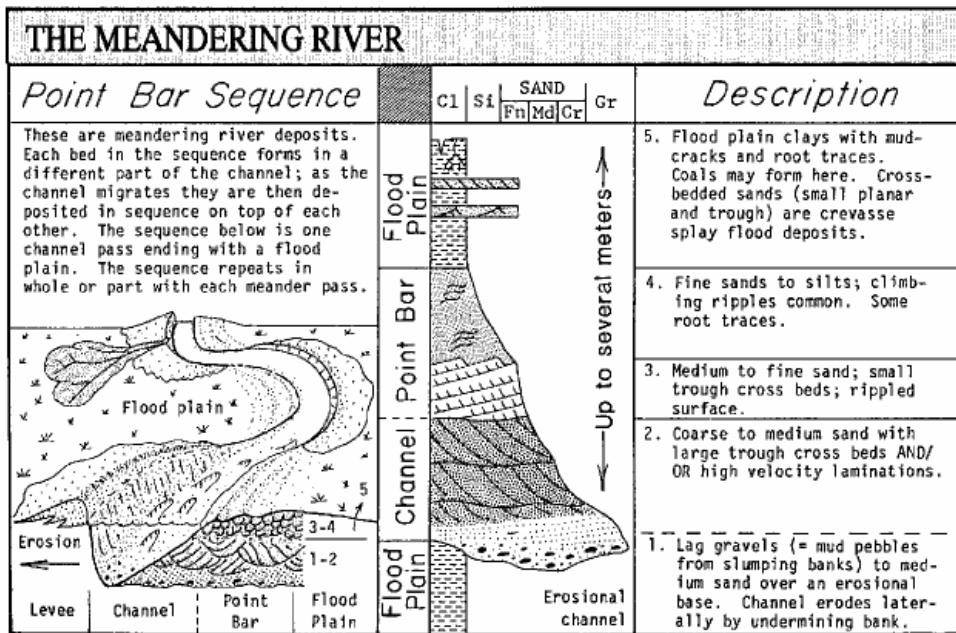 THE MEANDERING RIVER
Point Bar Sequence
These are meandering river deposits.
Each bed in the sequence forms in a
different part of the channel; as the
channel migrates they are then de-
posited in sequence on top of each
other. The sequence below is one
channel pass ending with a flood
plain. The sequence repeats in
whole or part with each meander pass.
Flood plain
5
3-4
1-2
Erosion
Levee
Channel
Point
Bar
Flood
Plain
Cl
Si
SAND
Fn
Md
Cr
Gr
Flood
Plain
Point Bar
Channel
Flood
Plain
Up to several meters
Erosional
channel
Description
5. Flood plain clays with mud-
cracks and root traces.
Coals may form here. Cross-
bedded sands (small planar
and trough) are crevasse
splay flood deposits.
4. Fine sands to silts; climb-
ing ripples common. Some
root traces.
3. Medium to fine sand; small
trough cross beds; rippled
surface.
2. Coarse to medium sand with
large trough cross beds AND/
OR high velocity laminations.
1. Lag gravels (= mud pebbles
from slumping banks) to med-
ium sand over an erosional
base. Channel erodes later-
ally by undermining bank.